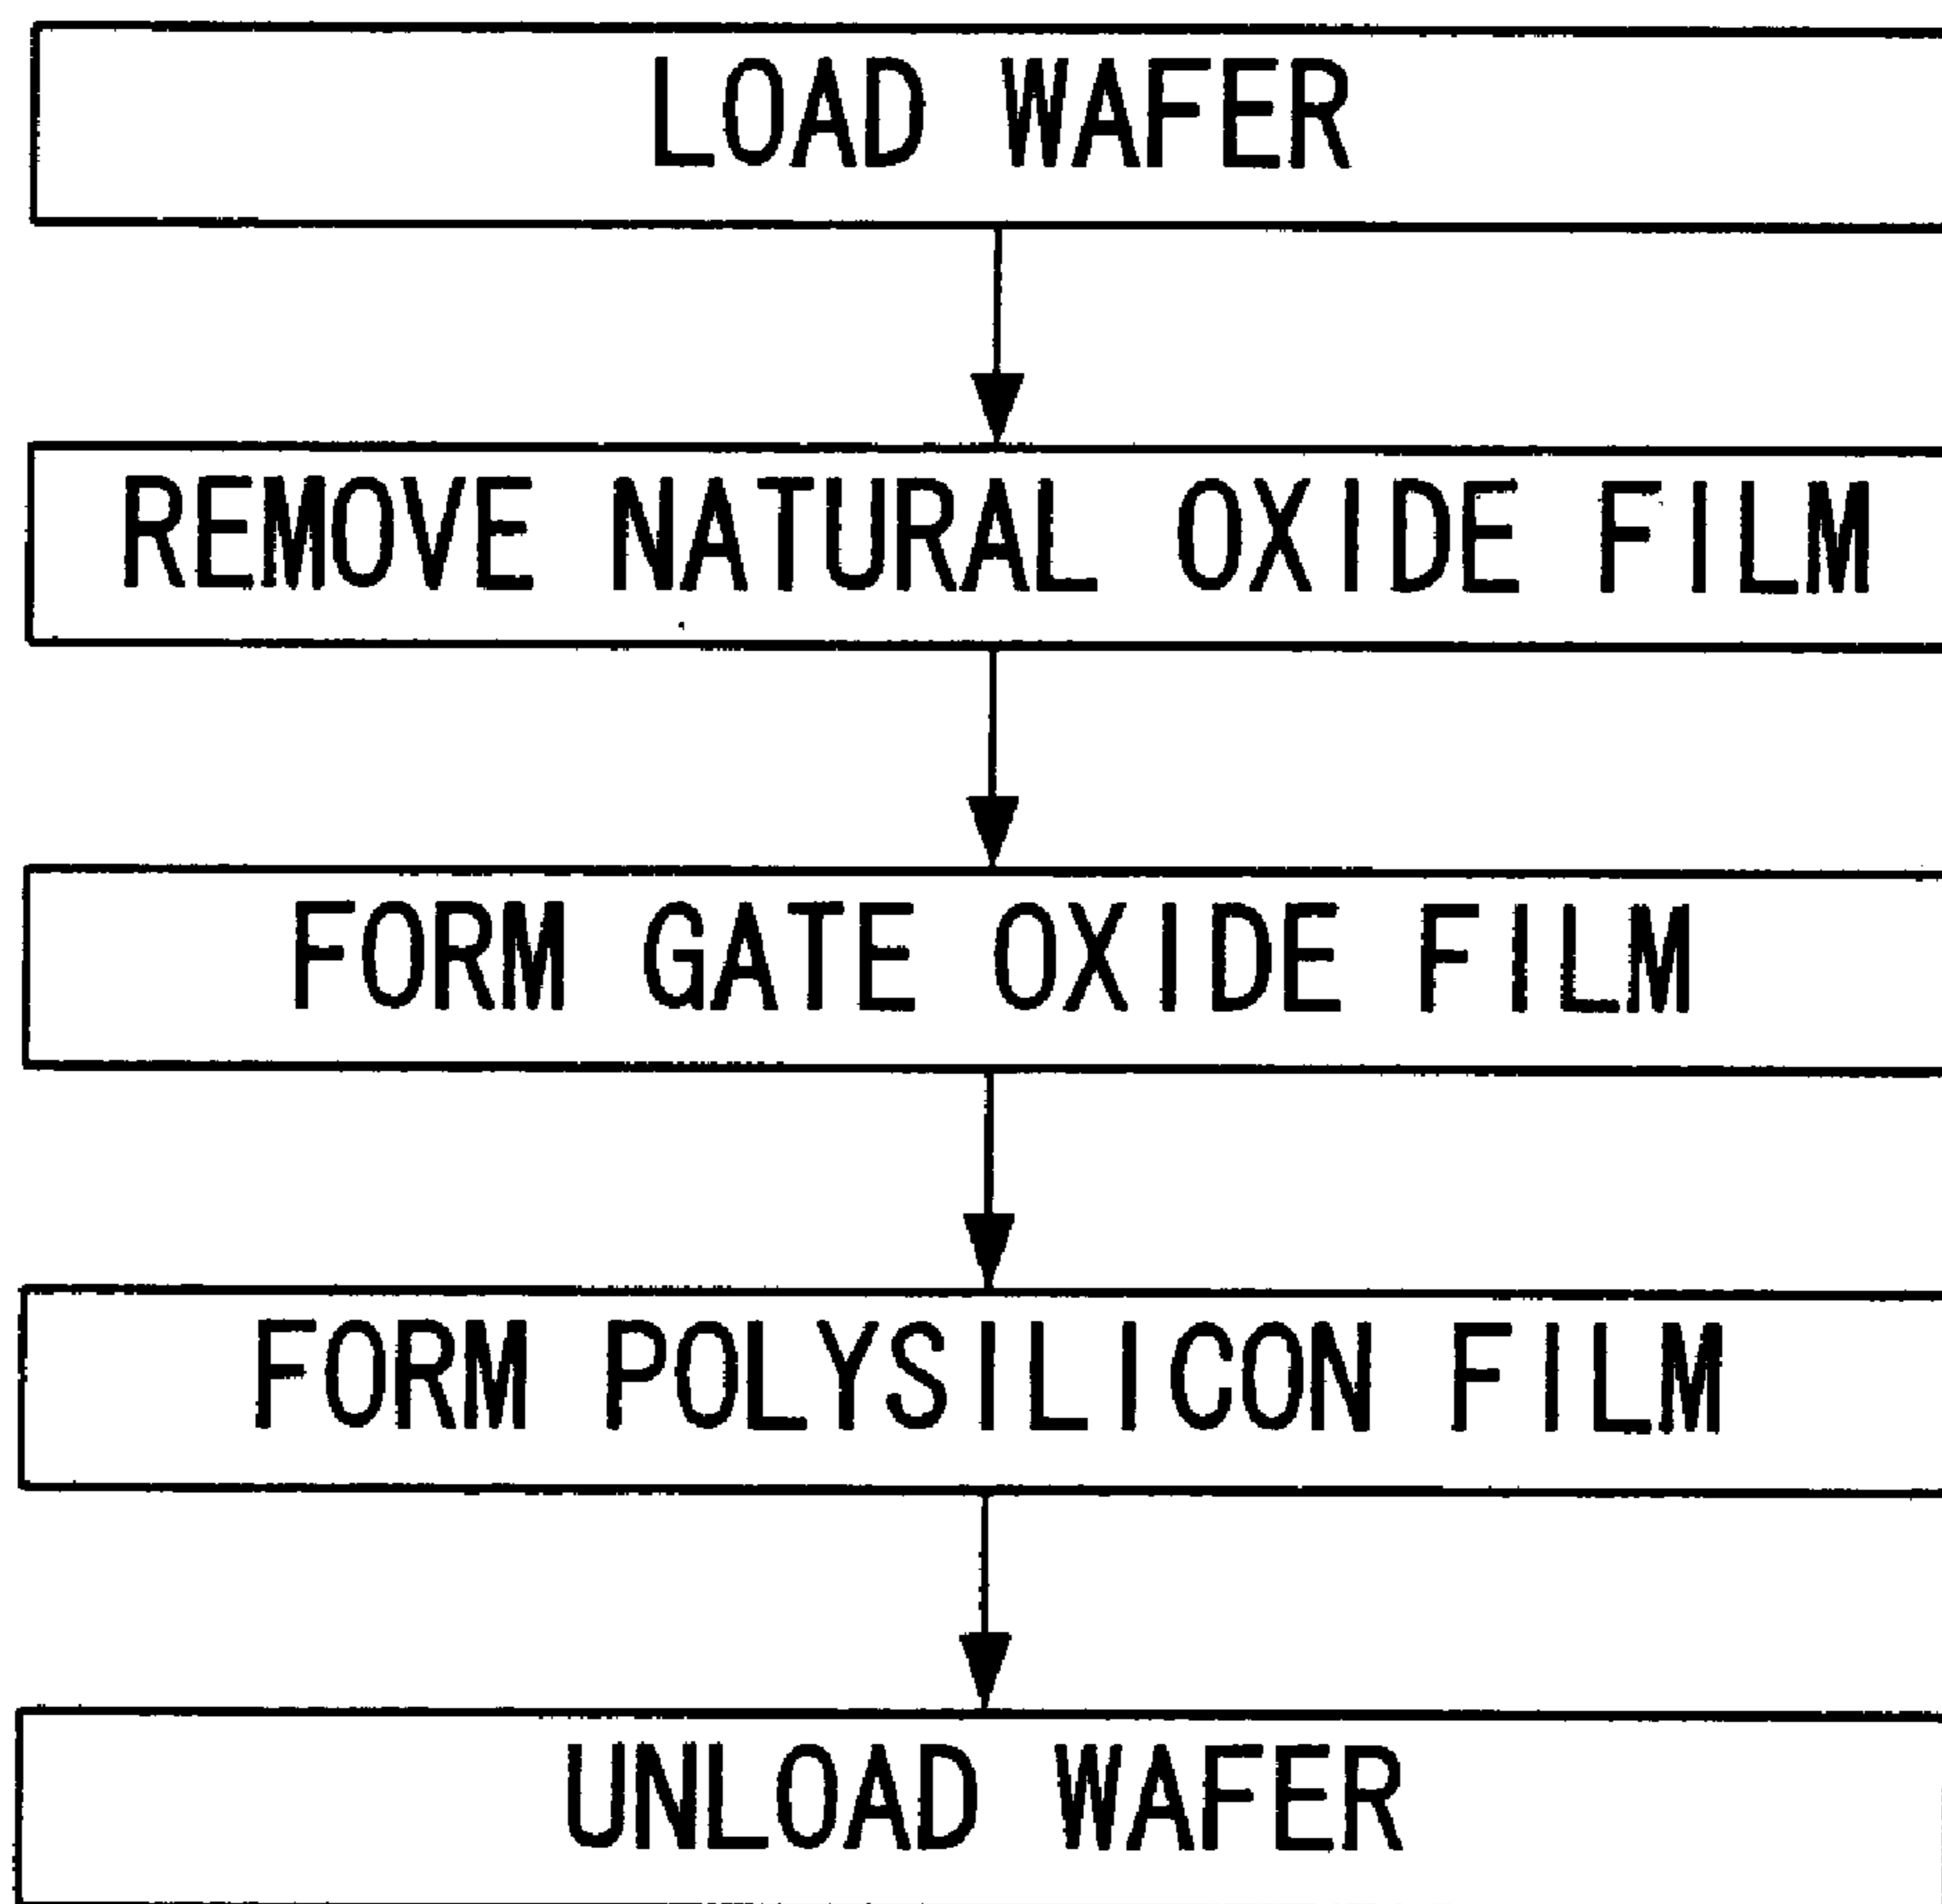 LOAD WAFER
REMOVE NATURAL OXIDE FILM
FORM GATE OXIDE FILM
FORM POLYSILICON FILM
UNLOAD WAFER